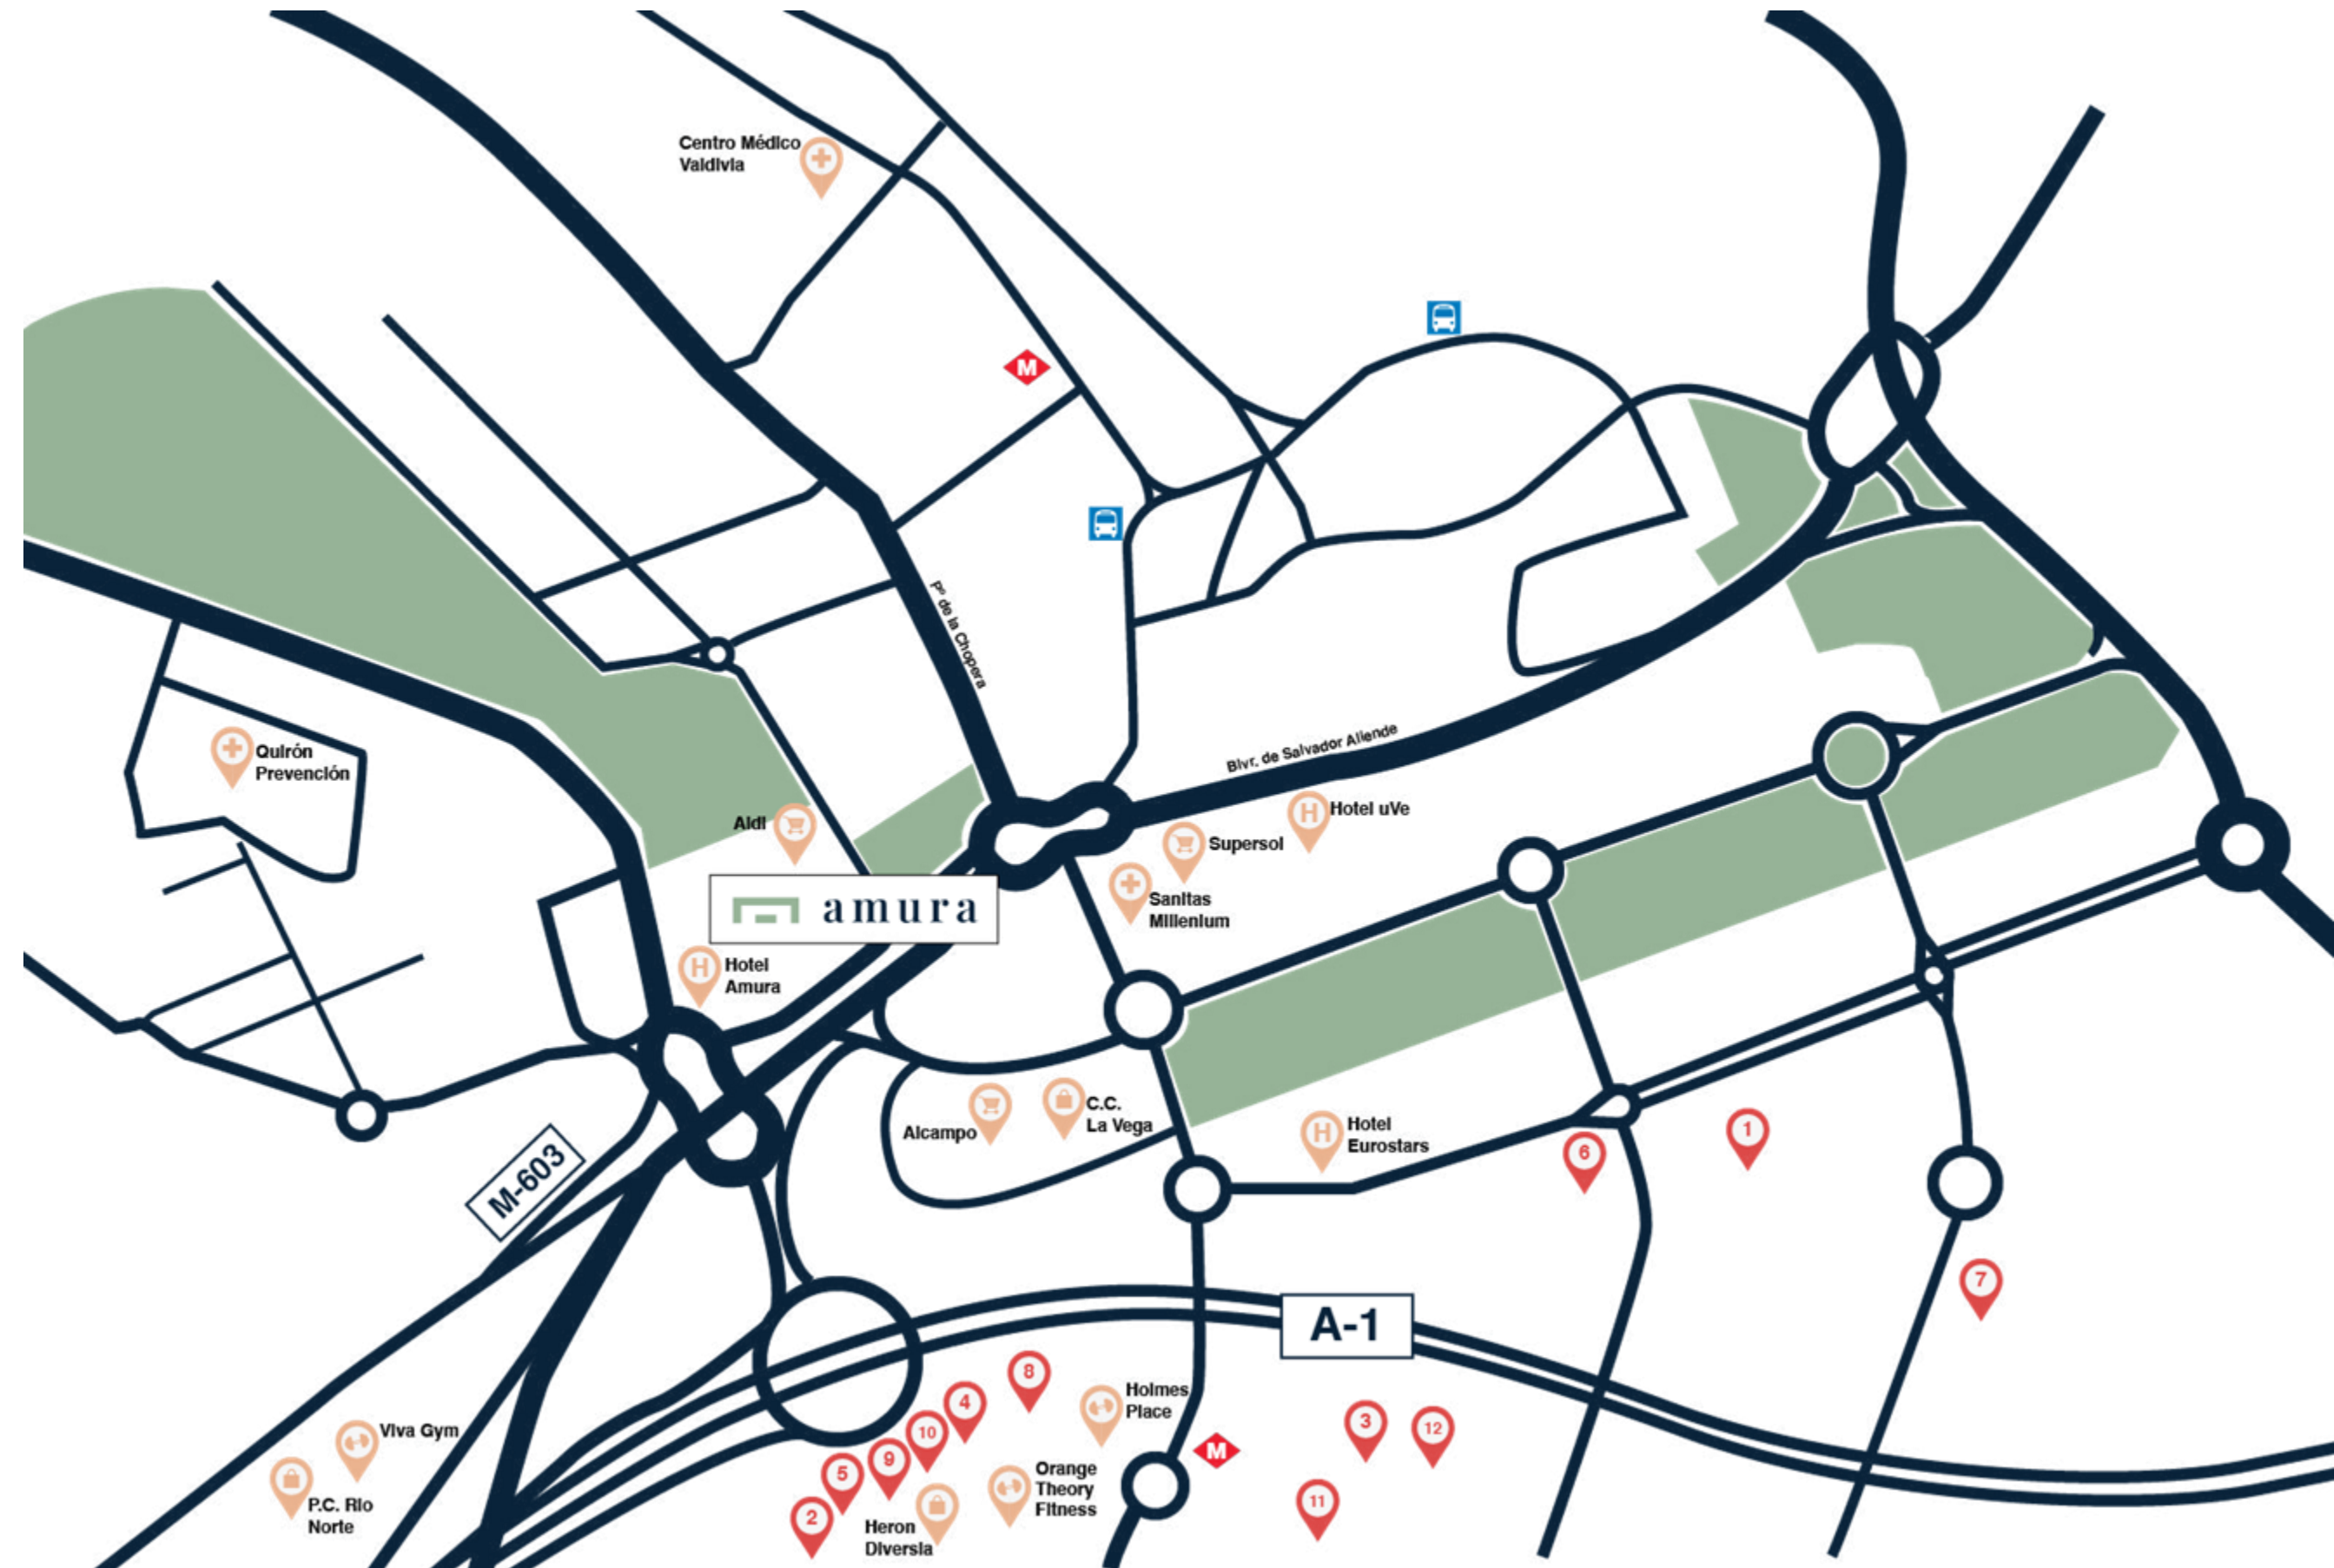 Centro Médico
Valdivia
M
Pº de la Chopera
Quirón
Prevención
Blvr. de Salvador Allende
Aldi
H
Hotel uVe
Supersol
Sanitas
Millenium
amura
H
Hotel
Amura
Alcampo
C.C.
La Vega
H
Hotel
Eurostars
1
6
M-603
7
A-1
8
4
10
9
5
2
Holmes
Place
3
12
M
Viva Gym
P.C. Rio
Norte
Orange
Theory
Fitness
11
Heron
Diversia